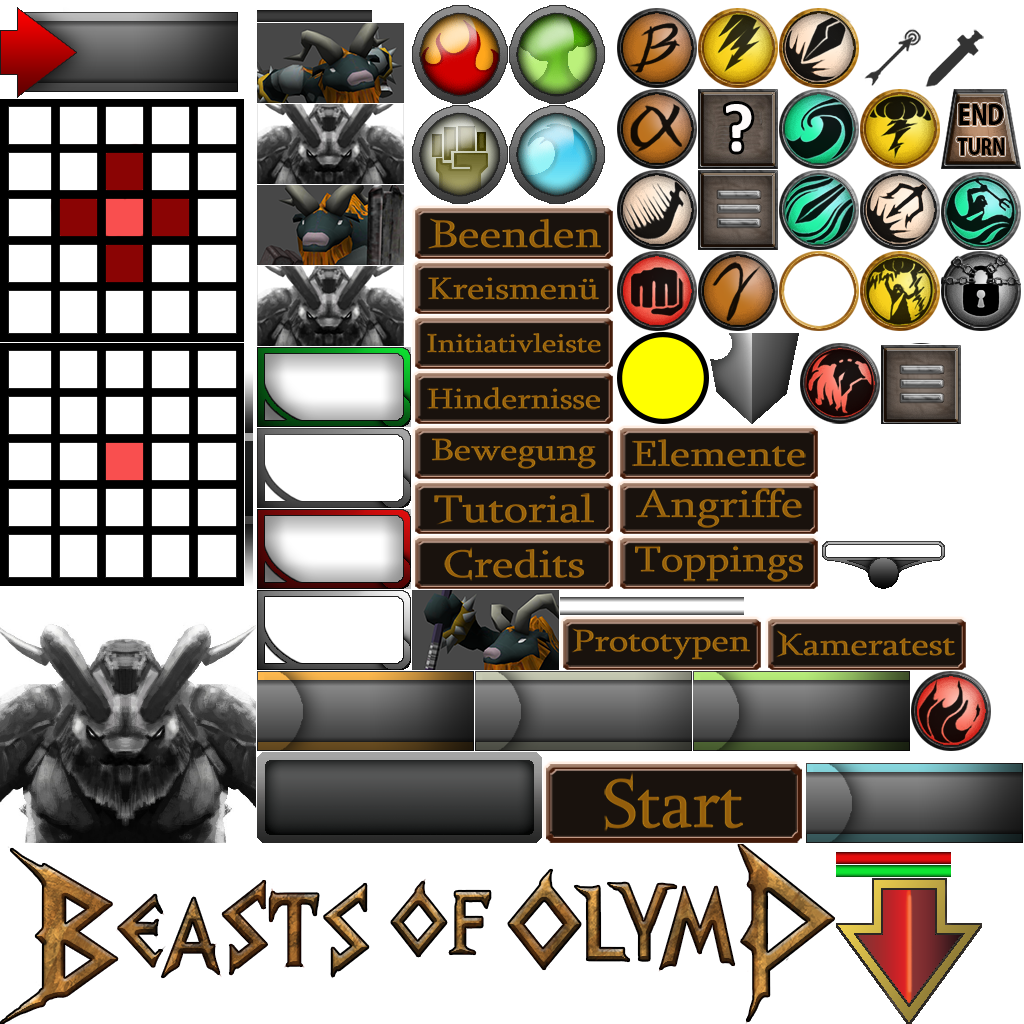 B
α
?
END
TURN
γ
Beenden
Kreismenü
Initiativleiste
Hindernisse
Bewegung
Elemente
Tutorial
Angriffe
Credits
Toppings
Prototypen
Kameratest
Start
BEASTS OF OLYMP